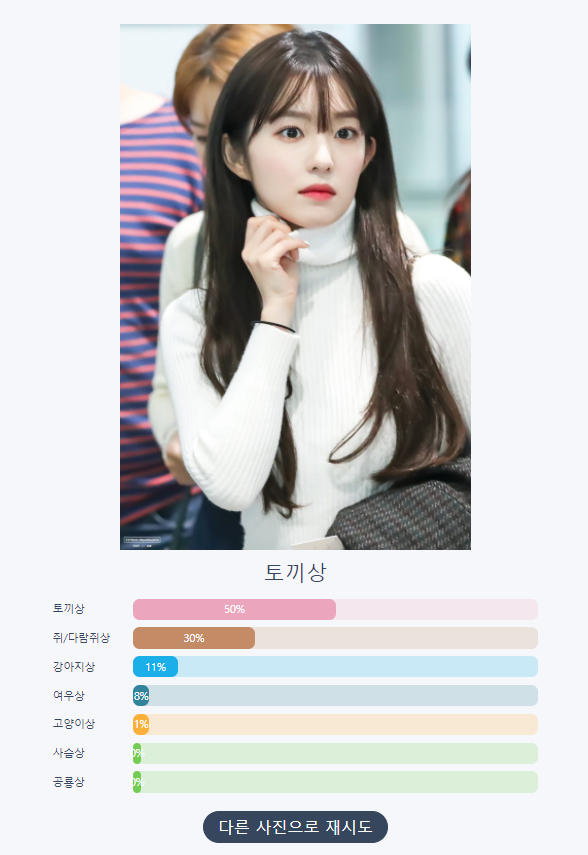 토끼상
토끼상 50%
쥐/다람쥐상 30%
강아지상 11%
여우상 8%
고양이상 1%
사슴상 0%
공룡상 0%
다른 사진으로 재시도